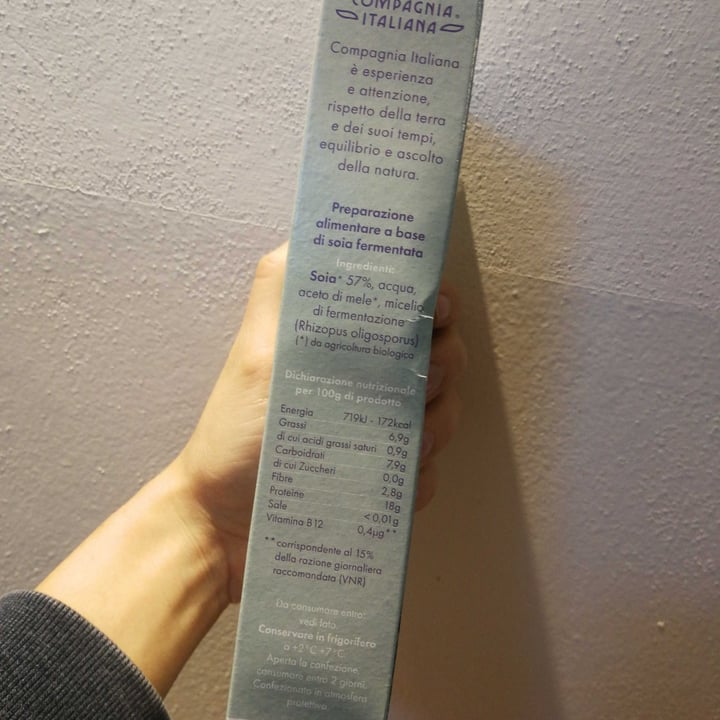 COMPAGNIA
ITALIANA
Compagnia Italiana
è esperienza
e attenzione,
rispetto della terra
e dei suoi tempi,
equilibrio e ascolto
della natura.
Preparazione
alimentare a base
di soia fermentata
Ingredienti:
Soia* 57%, acqua,
aceto di mele*, micelio
di fermentazione
(Rhizopus oligosporus)
(*) da agricoltura biologica
Dichiarazione nutrizionale
per 100g di prodotto
Energia 719kJ - 172kcal
Grassi 6,9g
di cui acidi grassi saturi 0,9g
Carboidrati 7,9g
di cui Zuccheri 0,0g
Fibre 2,8g
Proteine 18g
Sale < 0,01g
Vitamina B12 0,4µg**
**corrispondente al 15%
della razione giornaliera
raccomandata (VNR)
Da consumare entro:
vedi lato.
Conservare in frigorifero
a +2°C +7°C.
Aperta la confezione
consumare entro 2 giorni.
Confezionato in atmosfera
protettiva.